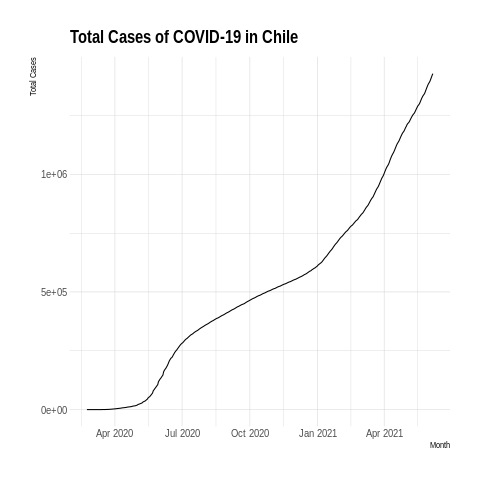 Total Cases of COVID-19 in Chile
Total Cases
1e+06
5e+05
0e+00
Apr 2020 Jul 2020 Oct 2020 Jan 2021 Apr 2021
Month